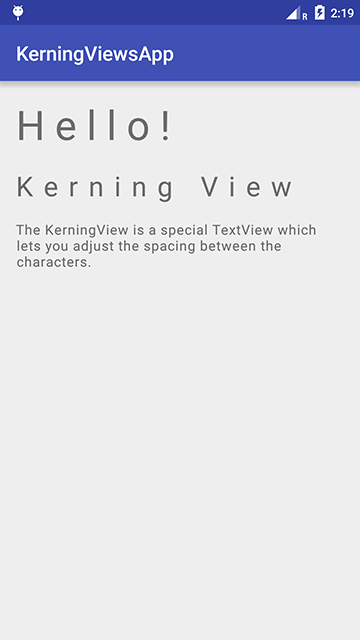 R 2:19
KerningViewsApp
Hello!
Kerning View
The KerningView is a special TextView which
lets you adjust the spacing between the
characters.